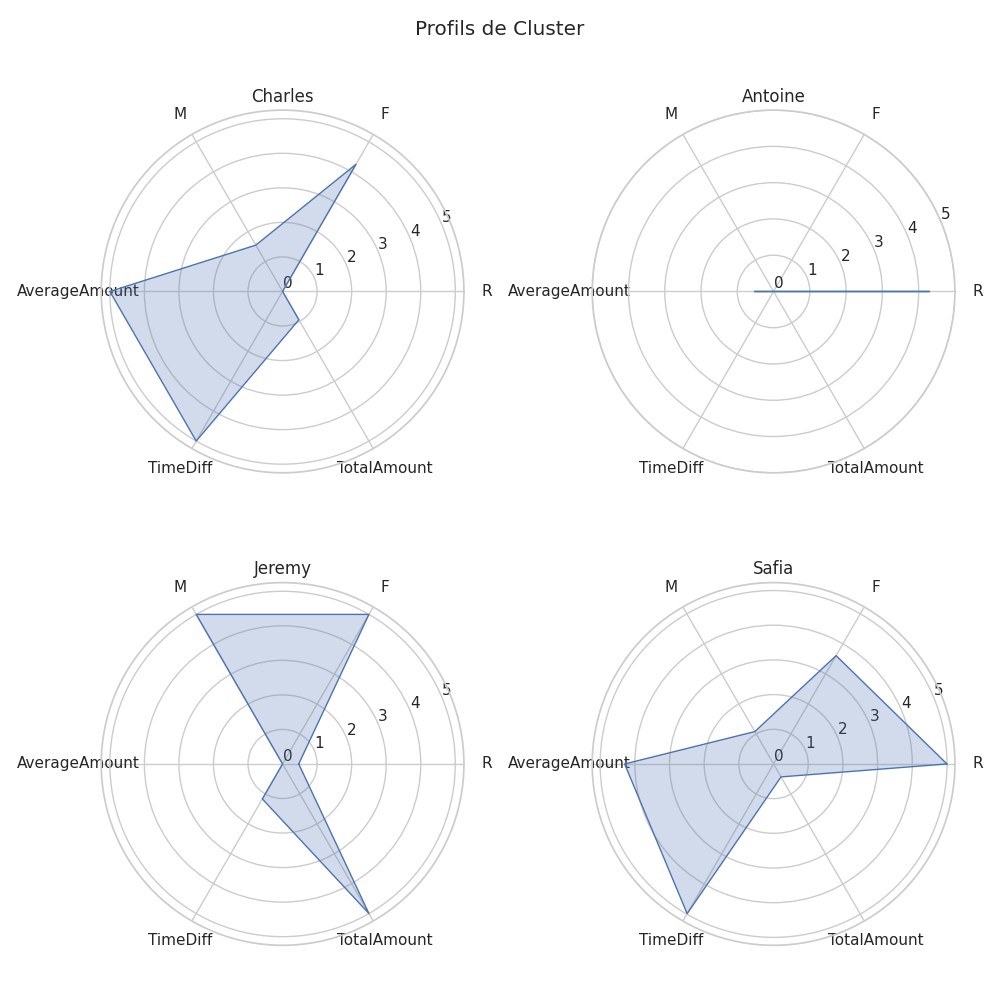 Profils de Cluster
Charles
M
F
5
4
3
2
1
0
AverageAmount
R
TimeDiff
TotalAmount
Antoine
M
F
5
4
3
2
1
0
AverageAmount
R
TimeDiff
TotalAmount
Jeremy
M
F
5
4
3
2
1
0
AverageAmount
R
TimeDiff
TotalAmount
Safia
M
F
5
4
3
2
1
0
AverageAmount
R
TimeDiff
TotalAmount